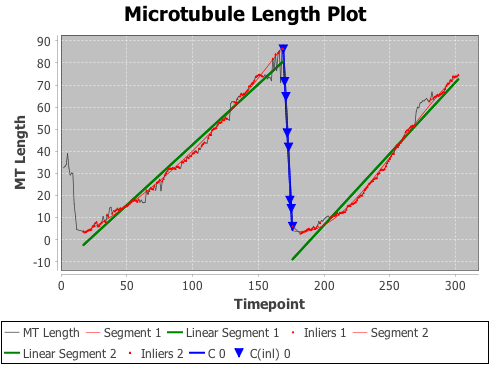 Microtubule Length Plot
MT Length
90
80
70
60
50
40
30
20
10
0
-10
0 50 100 150 200 250 300
Timepoint
MT Length Segment 1 Linear Segment 1 Inliers 1 Segment 2
Linear Segment 2 Inliers 2 C 0 C(inl) 0